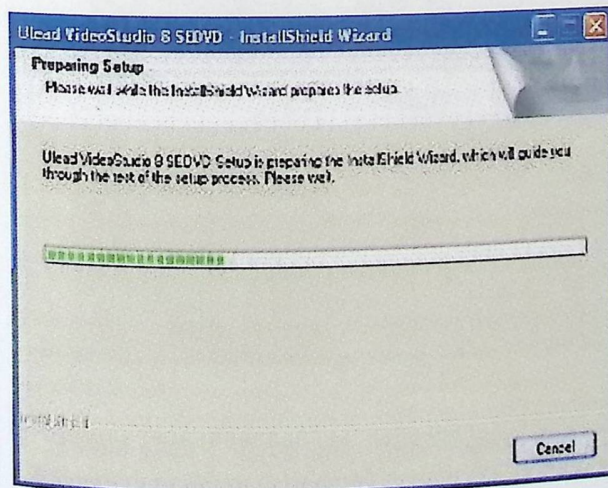 Ulead VideoStudio 8 SEDVD - InstallShield Wizard
Preparing Setup
Please wait while the InstallShield Wizard prepares the setup.
Ulead VideoStudio 8 SEDVD Setup is preparing the InstallShield Wizard, which will guide you
through the rest of the setup process. Please wait.
InstallShield
Cancel